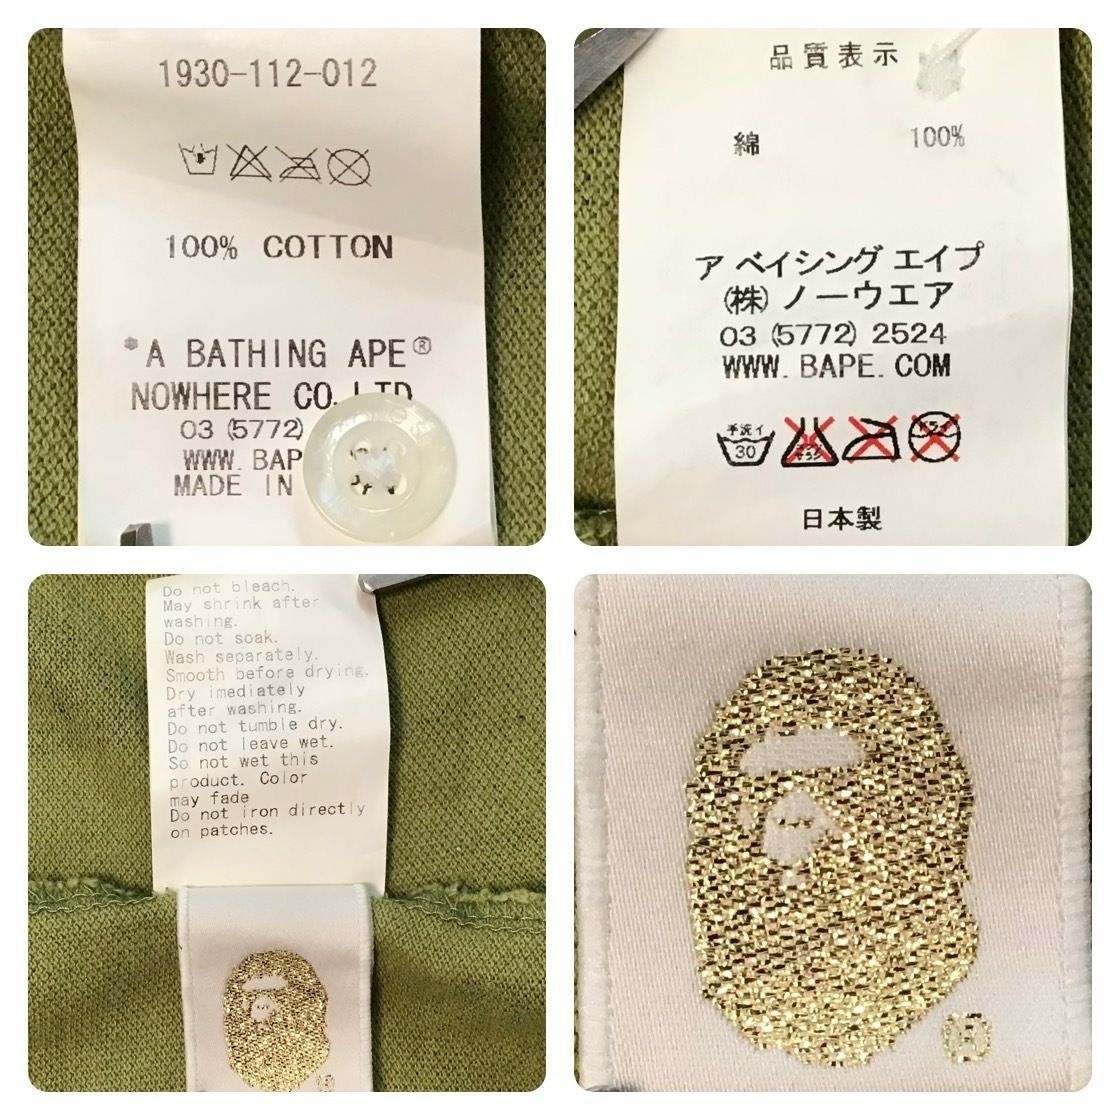 1930-112-012
100% COTTON
*A BATHING APE®
NOWHERE CO.,LTD
03 (5772)
WWW. BAP
MADE IN
品質表示
綿 100%
ア ベイシング エイプ
(株) ノーウエア
03 (5772) 2524
WWW. BAPE. COM
手洗イ
30
日本製
Do not bleach.
May shrink after
washing.
Do not soak.
Wash separately.
Smooth before drying.
Dry imediately
after washing.
Do not tumble dry.
Do not leave wet.
So not wet this
product. Color
may fade
Do not iron directly
on patches.